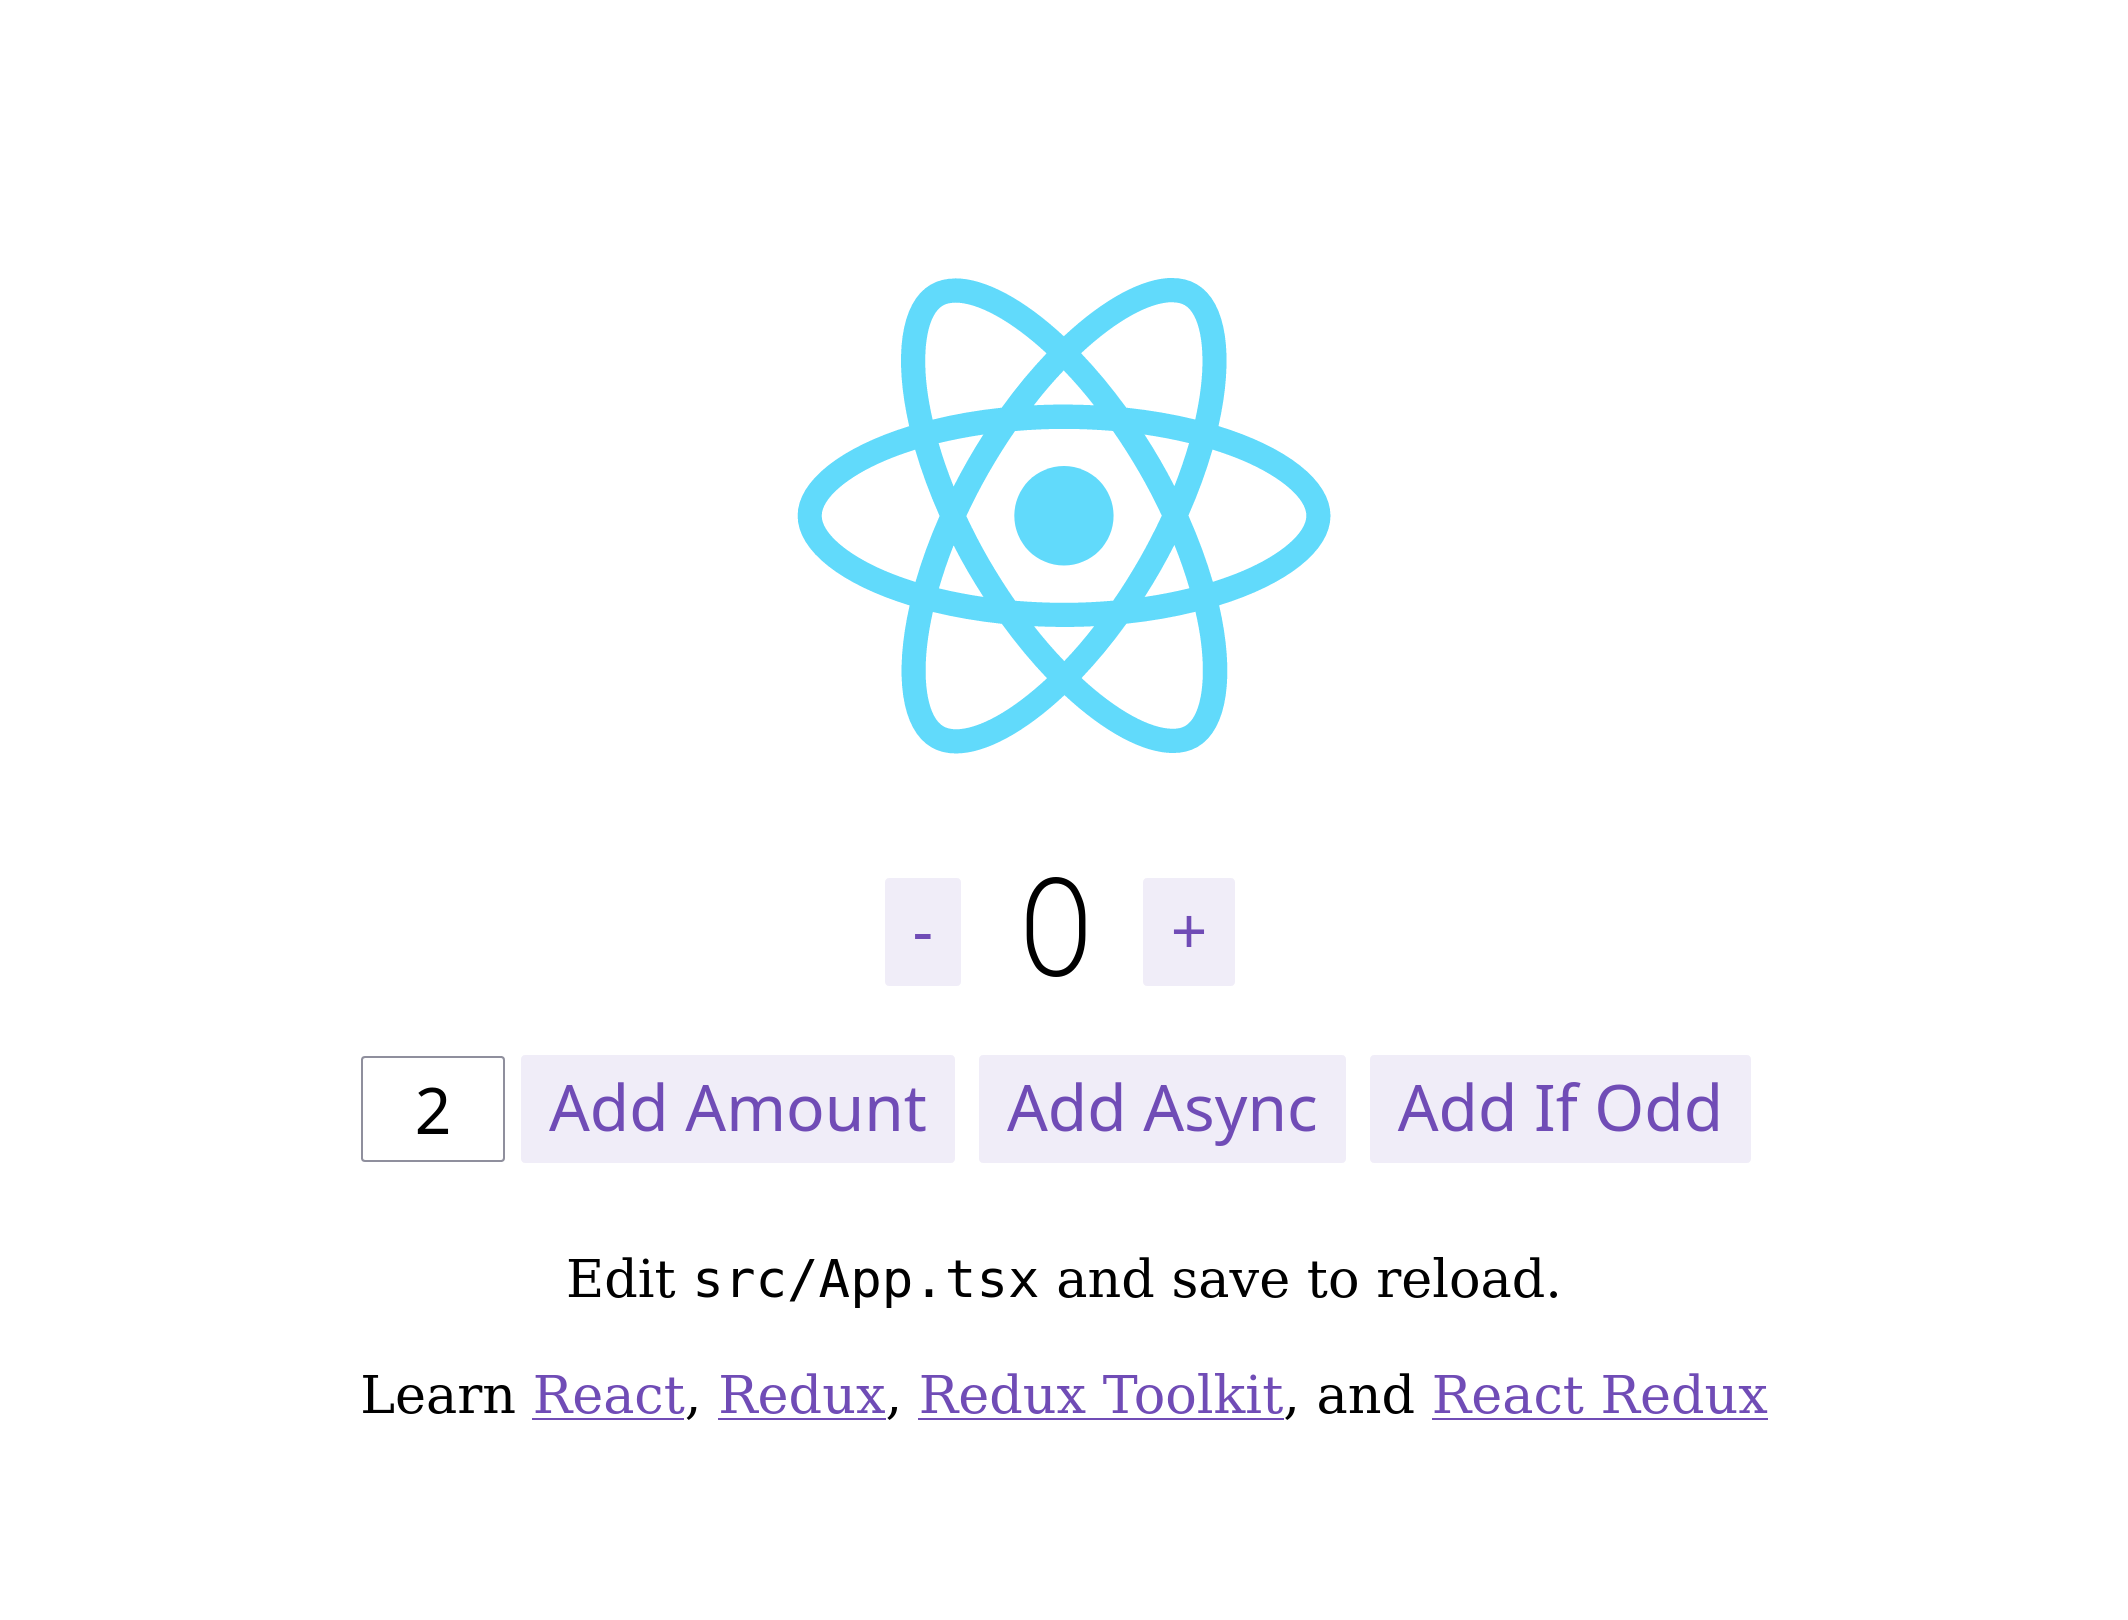 - 0 +
2 Add Amount Add Async Add If Odd
Edit src/App.tsx and save to reload.
Learn React, Redux, Redux Toolkit, and React Redux